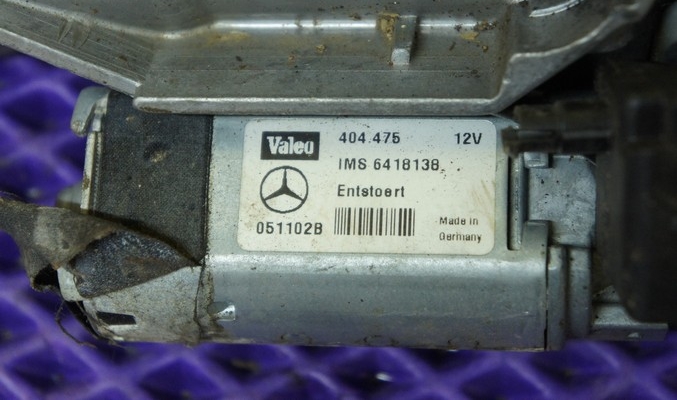 Valeo 404.475 12V
IMS 6418138
Entstoert
051102B
Made in
Germany